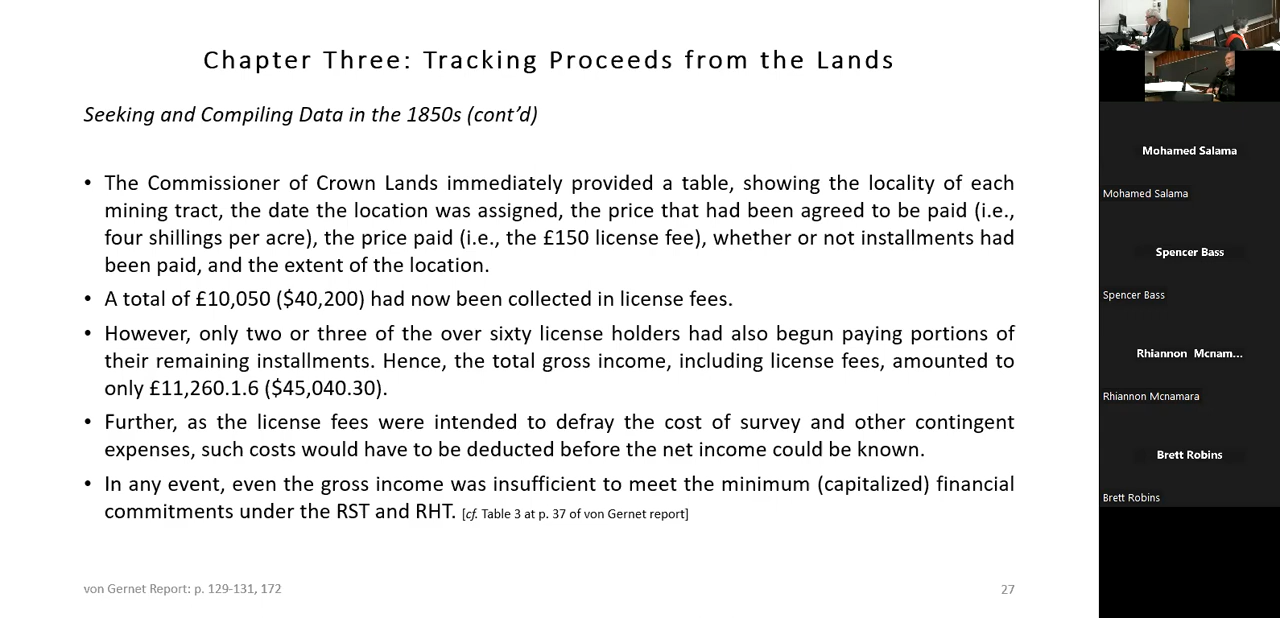 Chapter Three: Tracking Proceeds from the Lands
Seeking and Compiling Data in the 1850s (cont’d)
• The Commissioner of Crown Lands immediately provided a table, showing the locality of each
mining tract, the date the location was assigned, the price that had been agreed to be paid (i.e.,
four shillings per acre), the price paid (i.e., the £150 license fee), whether or not installments had
been paid, and the extent of the location.
• A total of £10,050 ($40,200) had now been collected in license fees.
• However, only two or three of the over sixty license holders had also begun paying portions of
their remaining installments. Hence, the total gross income, including license fees, amounted to
only £11,260.1.6 ($45,040.30).
• Further, as the license fees were intended to defray the cost of survey and other contingent
expenses, such costs would have to be deducted before the net income could be known.
• In any event, even the gross income was insufficient to meet the minimum (capitalized) financial
commitments under the RST and RHT. [cf. Table 3 at p. 37 of von Gernet report]
von Gernet Report: p. 129-131, 172
27
Mohamed Salama
Mohamed Salama
Spencer Bass
Spencer Bass
Rhiannon Mcnam...
Rhiannon Mcnamara
Brett Robins
Brett Robins